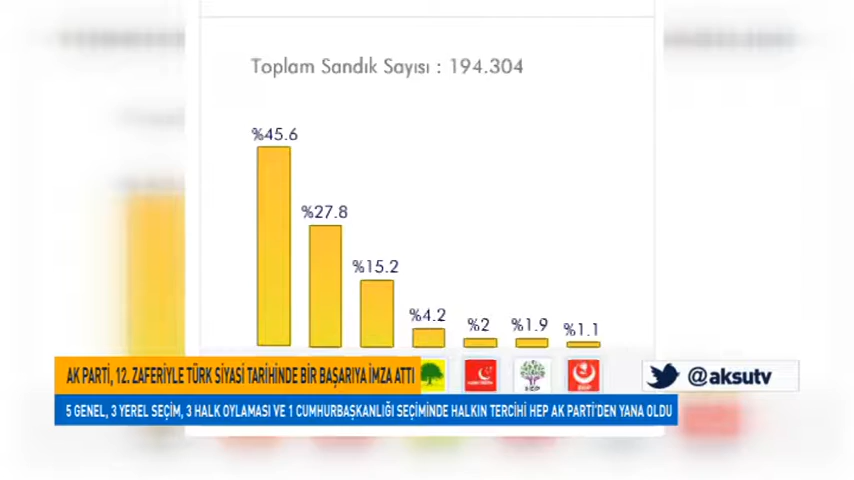 Toplam Sandık Sayısı : 194.304
%45.6
%27.8
%15.2
%4.2
%2
%1.9
%1.1
HDP
AK PARTİ, 12. ZAFERİYLE TÜRK SİYASİ TARİHİNDE BİR BAŞARIYA İMZA ATTI
@aksutv
5 GENEL, 3 YEREL SEÇİM, 3 HALK OYLAMASI VE 1 CUMHURBAŞKANLIĞI SEÇİMİNDE HALKIN TERCİHİ HEP AK PARTİ'DEN YANA OLDU